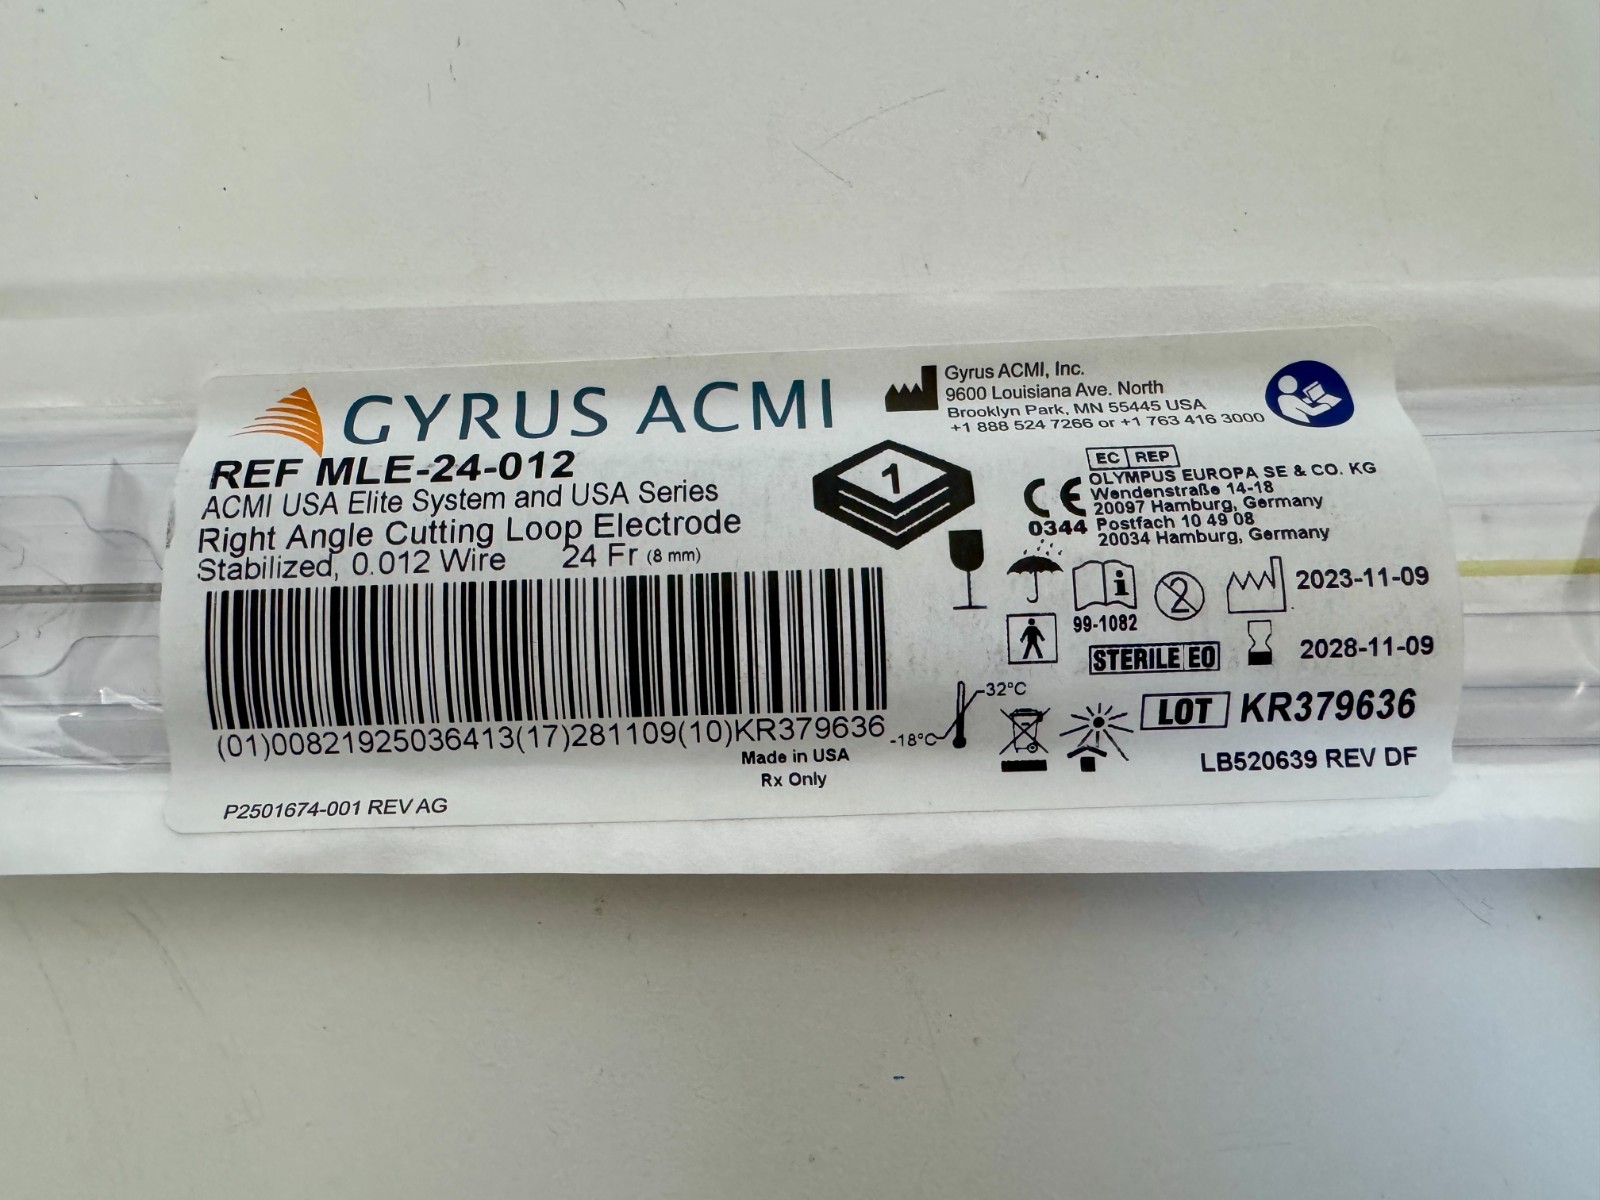 GYRUS ACMI
REF MLE-24-012
ACMI USA Elite System and USA Series
Right Angle Cutting Loop Electrode
Stabilized, 0.012 Wire 24 Fr (8 mm)
(01)00821925036413(17)281109(10)KR379636
Made in USA
Rx Only
P2501674-001 REV AG
1
Gyrus ACMI, Inc.
9600 Louisiana Ave. North
Brooklyn Park, MN 55445 USA
+1 888 524 7266 or +1 763 416 3000
CE
0344
EC REP
OLYMPUS EUROPA SE & CO. KG
Wendenstraße 14-18
20097 Hamburg, Germany
Postfach 10 49 08
20034 Hamburg, Germany
i
99-1082
2
2023-11-09
STERILE EO
2028-11-09
-18°C
-32°C
LOT KR379636
LB520639 REV DF